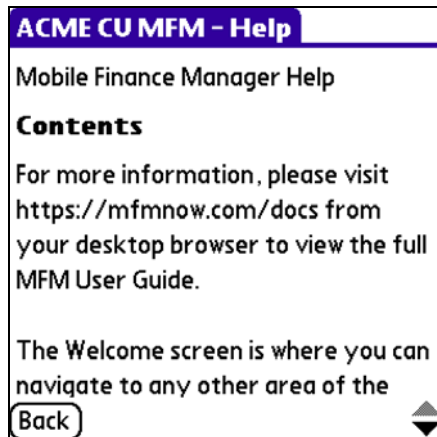 ACME CU MFM – Help
Mobile Finance Manager Help
Contents
For more information, please visit
https://mfmnow.com/docs from
your desktop browser to view the full
MFM User Guide.
The Welcome screen is where you can
navigate to any other area of the
Back